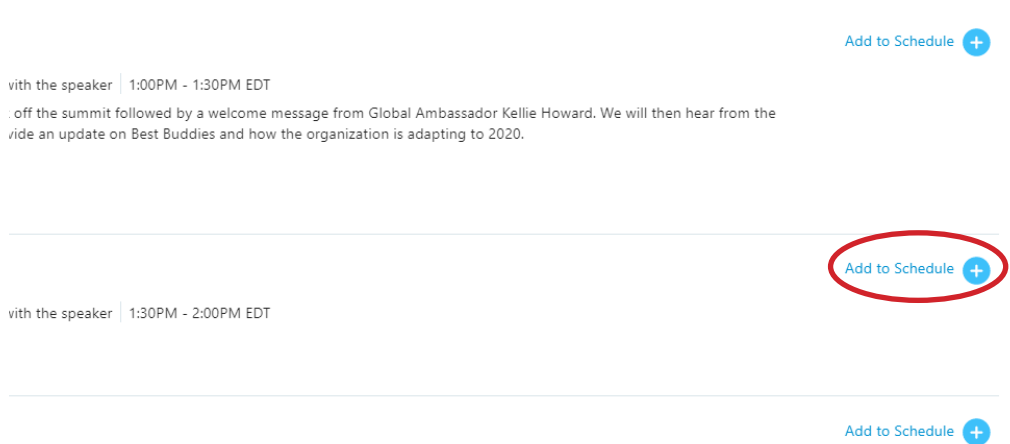 Add to Schedule
with the speaker 1:00PM - 1:30PM EDT
off the summit followed by a welcome message from Global Ambassador Kellie Howard. We will then hear from the
an update on Best Buddies and how the organization is adapting to 2020.
Add to Schedule
with the speaker 1:30PM - 2:00PM EDT
Add to Schedule